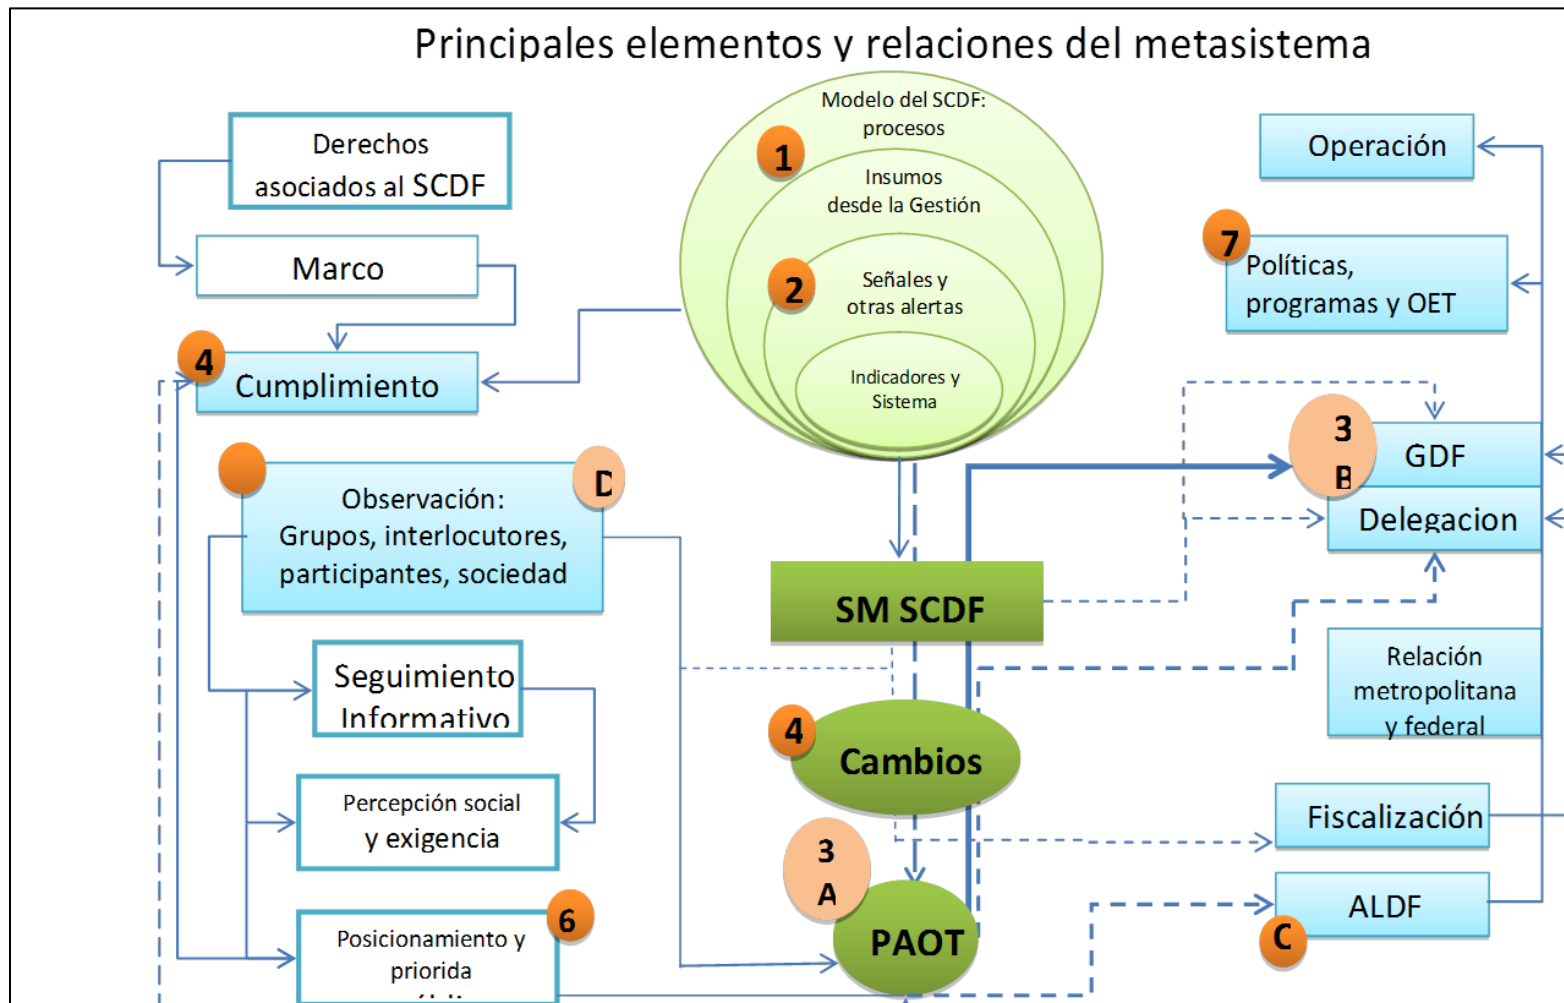 Principales elementos y relaciones del metasistema
Modelo del SCDF:
procesos
1
Insumos
desde la Gestión
2
Señales y
otras alertas
Indicadores y
Sistema
Derechos
asociados al SCDF
Marco
4
Cumplimiento
D
Observación:
Grupos, interlocutores,
participantes, sociedad
Seguimiento
Informativo
Percepción social
y exigencia
6
Posicionamiento y
priorida
SM SCDF
4
Cambios
3
A
PAOT
Operación
7
Políticas,
programas y OET
3
B
GDF
Delegacion
Relación
metropolitana
y federal
Fiscalización
ALDF
C